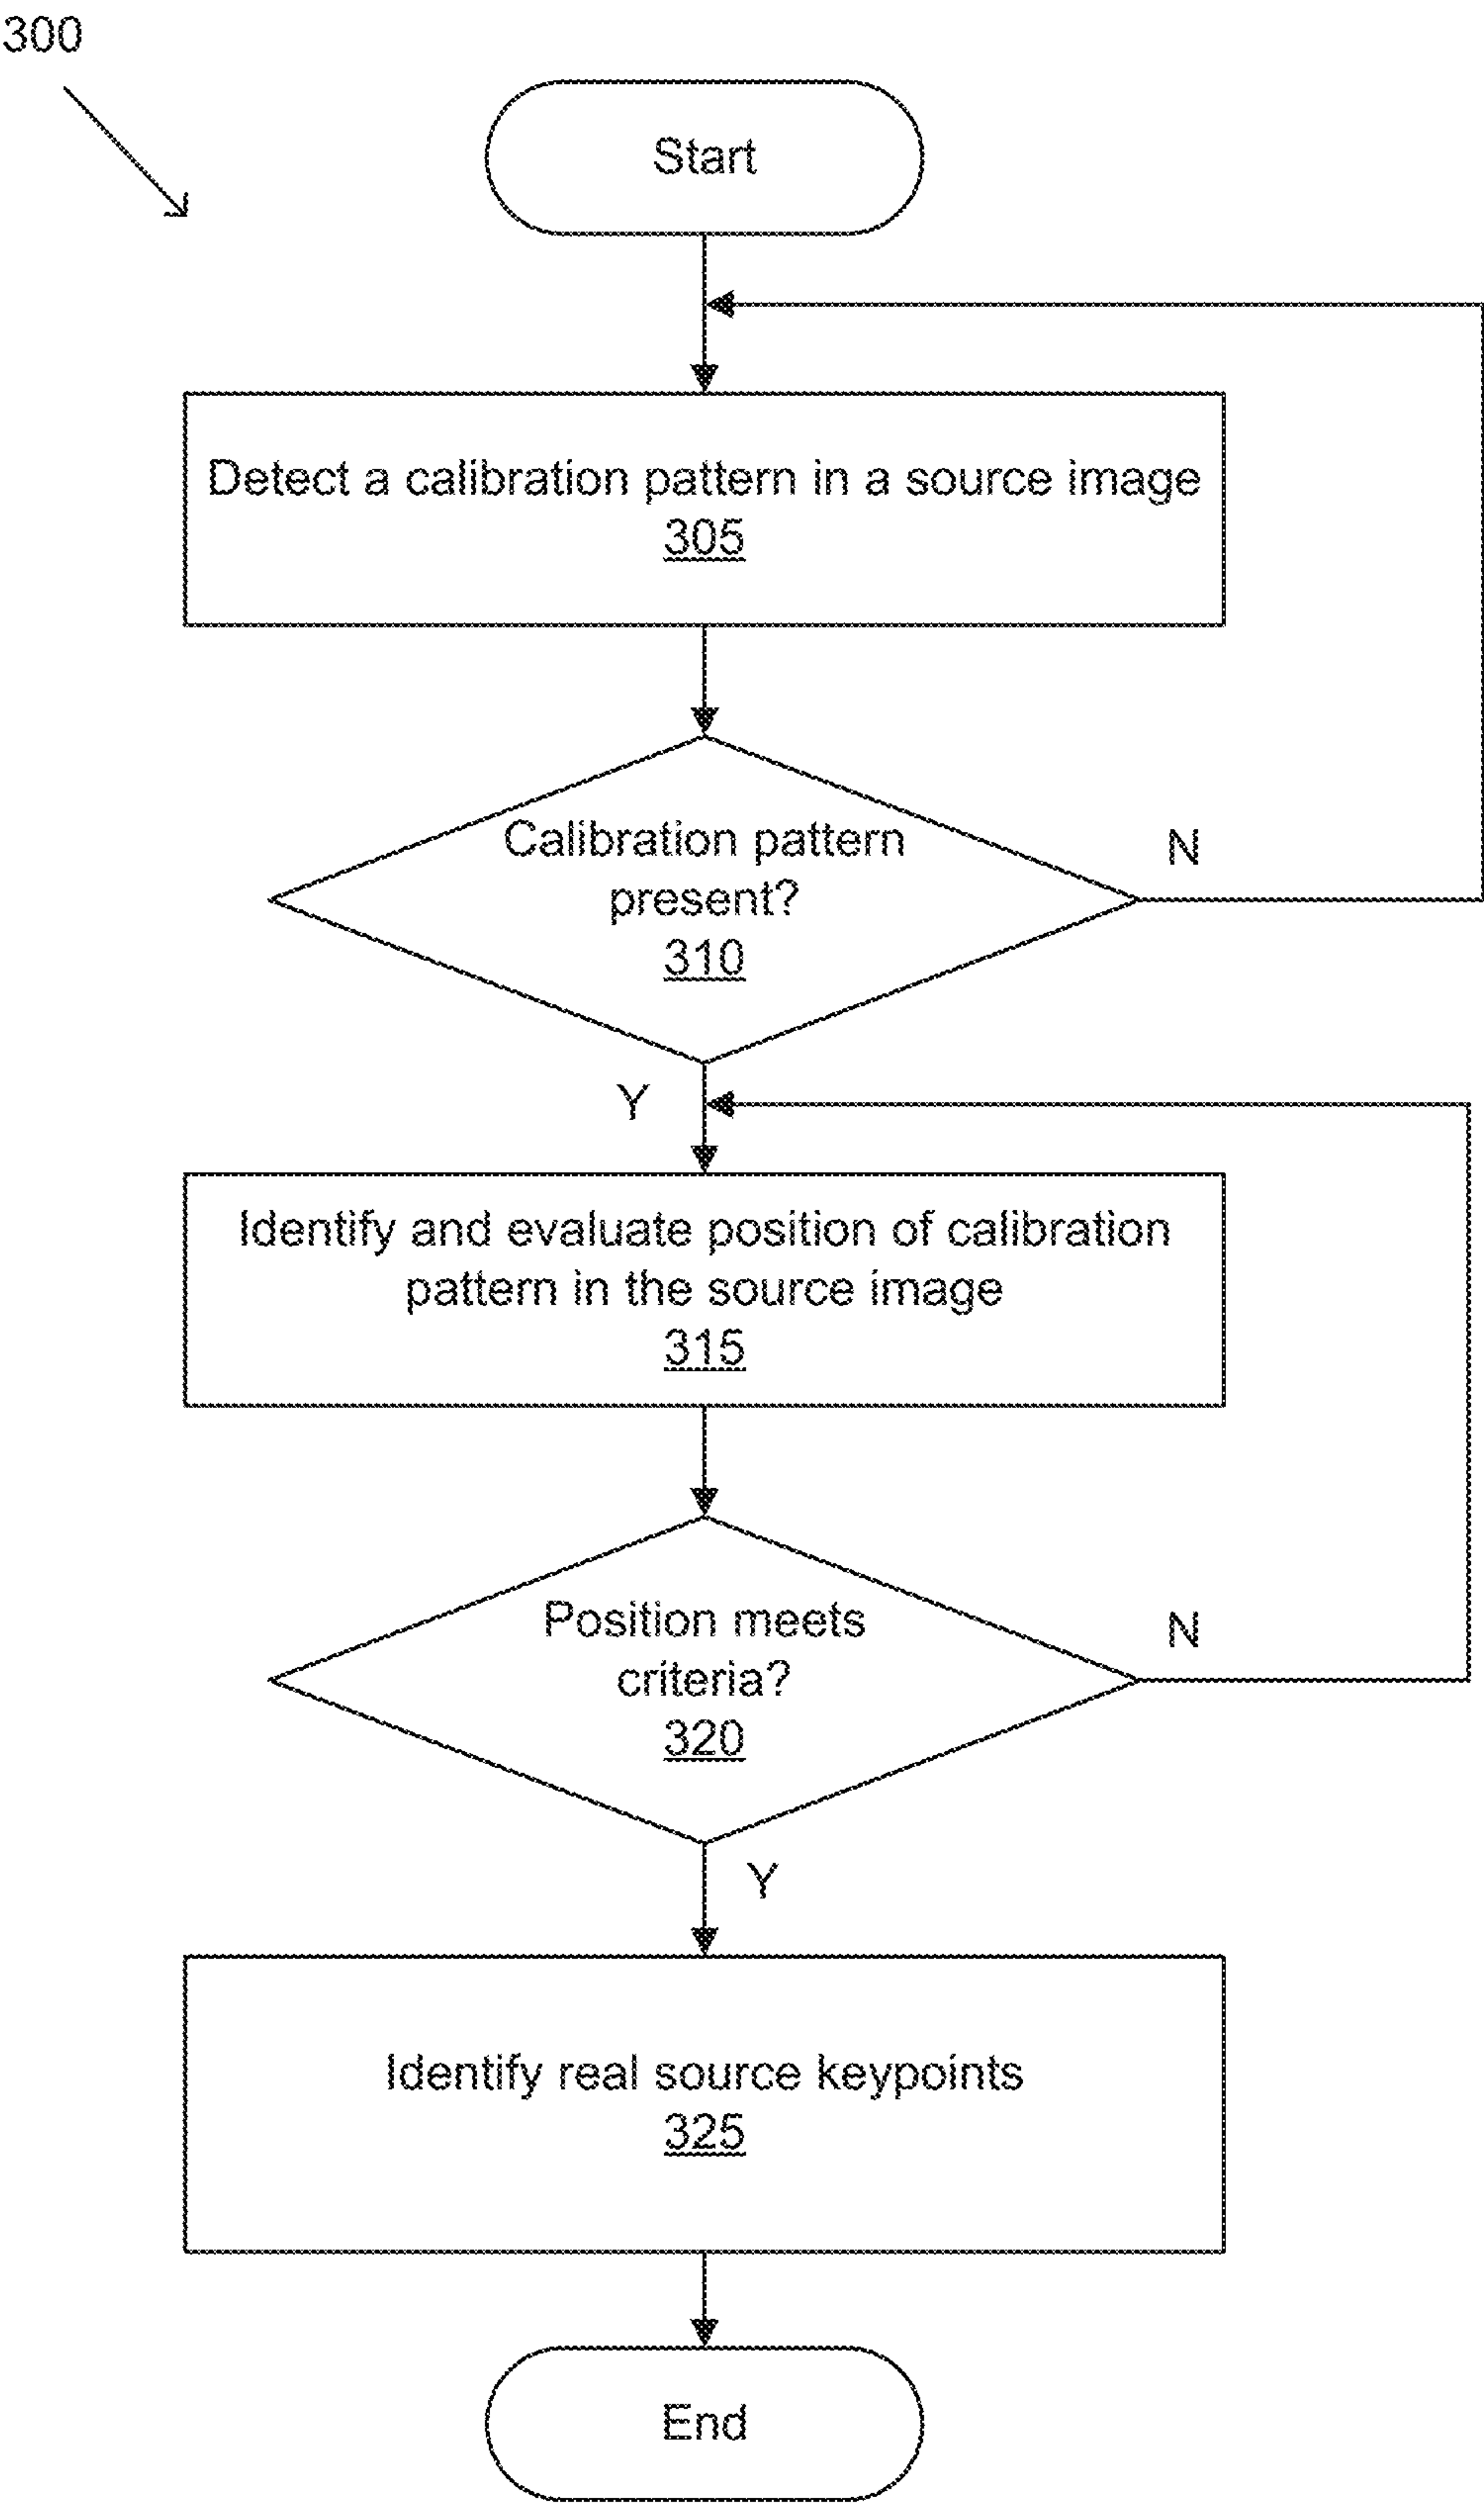 300
Start
Detect a calibration pattern in a source image
305
Calibration pattern
present?
310
N
Y
Identify and evaluate position of calibration
pattern in the source image
315
Position meets
criteria?
320
N
Y
Identify real source keypoints
325
End